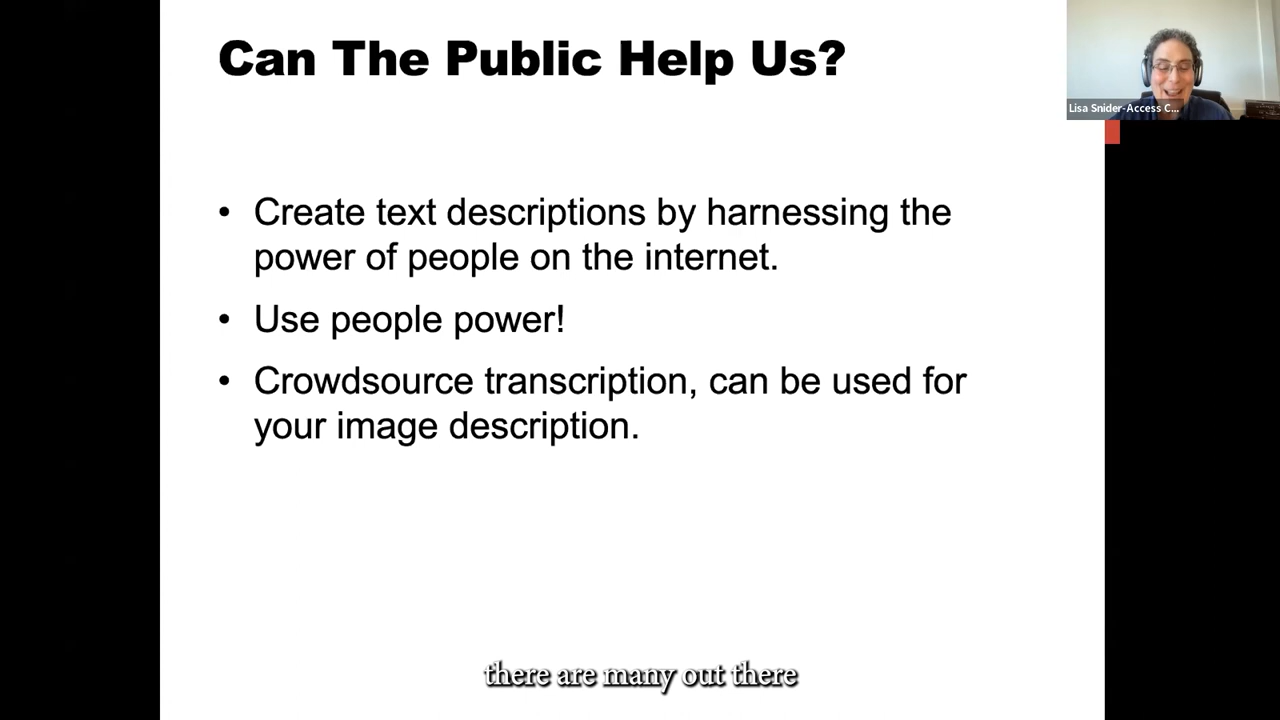 Can The Public Help Us?
Lisa Snider-Access C...
• Create text descriptions by harnessing the
power of people on the internet.
• Use people power!
• Crowdsource transcription, can be used for
your image description.
there are many out there